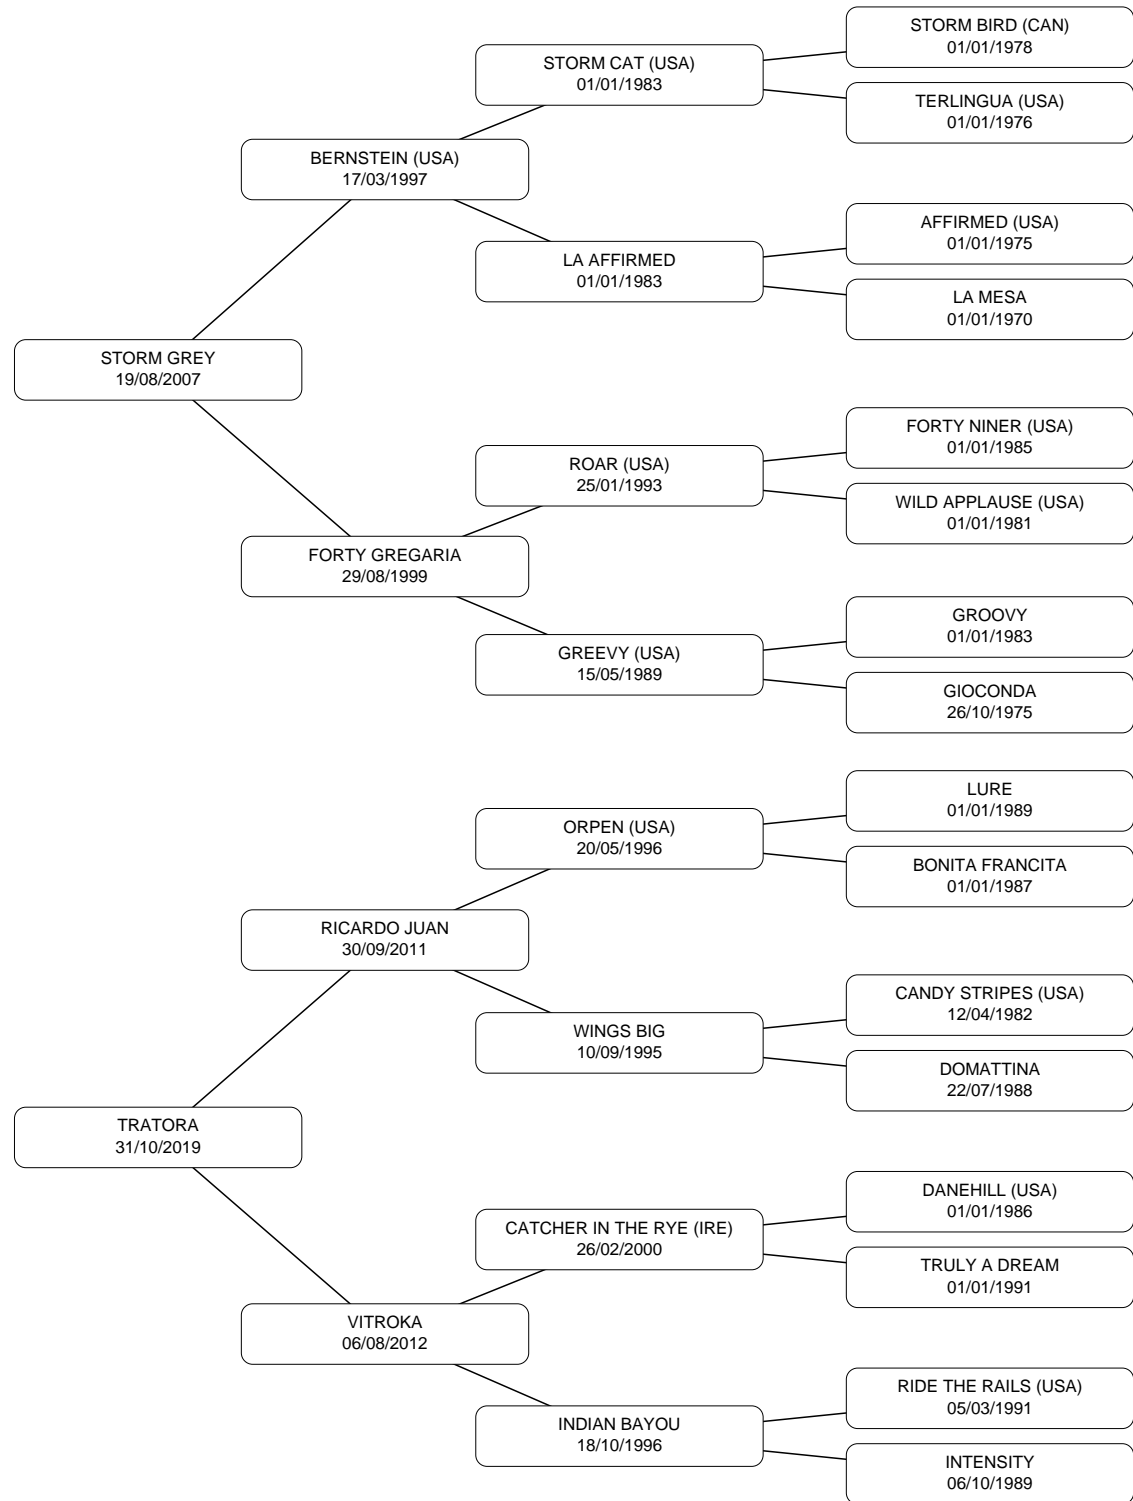 STORM BIRD (CAN)
01/01/1978
STORM CAT (USA)
01/01/1983
TERLINGUA (USA)
01/01/1976
BERNSTEIN (USA)
17/03/1997
AFFIRMED (USA)
01/01/1975
LA AFFIRMED
01/01/1983
LA MESA
01/01/1970
STORM GREY
19/08/2007
FORTY NINER (USA)
01/01/1985
ROAR (USA)
25/01/1993
WILD APPLAUSE (USA)
01/01/1981
FORTY GREGARIA
29/08/1999
GROOVY
01/01/1983
GREEVY (USA)
15/05/1989
GIOCONDA
26/10/1975
LURE
01/01/1989
ORPEN (USA)
20/05/1996
BONITA FRANCITA
01/01/1987
RICARDO JUAN
30/09/2011
CANDY STRIPES (USA)
12/04/1982
WINGS BIG
10/09/1995
DOMATTINA
22/07/1988
TRATORA
31/10/2019
DANEHILL (USA)
01/01/1986
CATCHER IN THE RYE (IRE)
26/02/2000
TRULY A DREAM
01/01/1991
VITROKA
06/08/2012
RIDE THE RAILS (USA)
05/03/1991
INDIAN BAYOU
18/10/1996
INTENSITY
06/10/1989